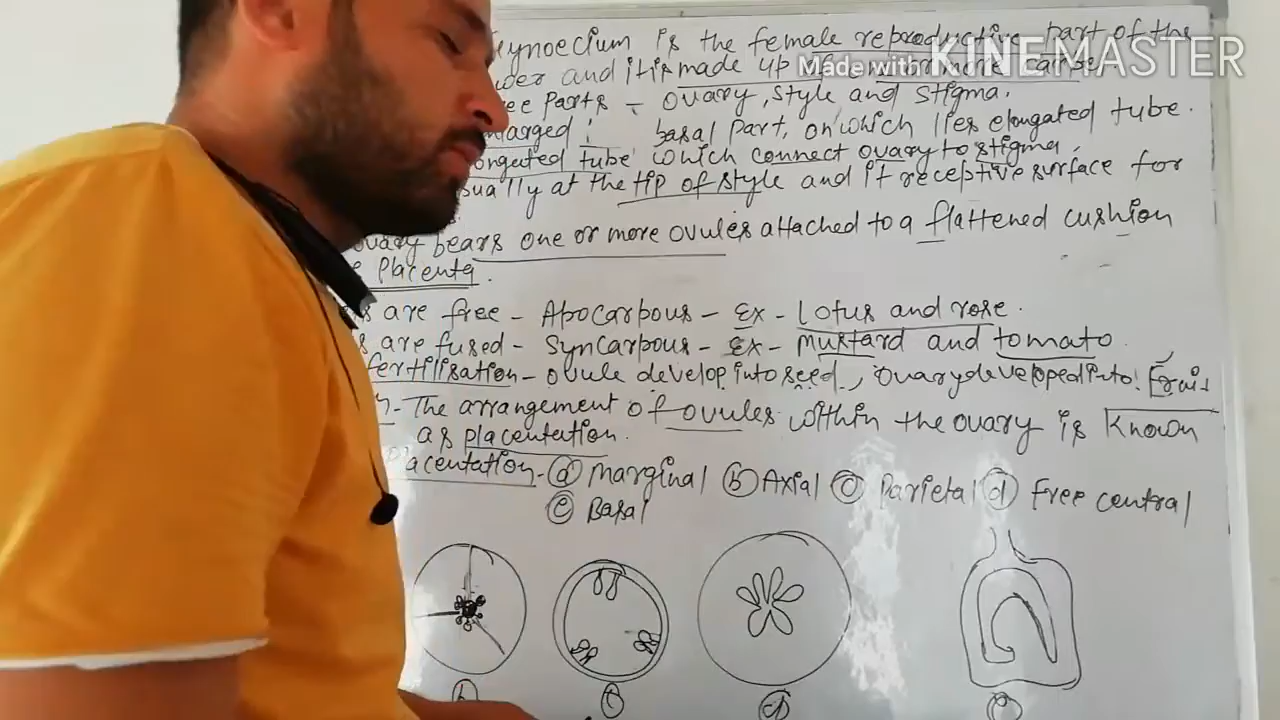 Gynoecium is the female reproductive part of the
Made with KINEMASTER
and it is made up of one or more carpel.
Parts - Ovary, Style and Stigma.
basal part, on which lies elongated tube.
tube which connect ovary to stigma
at the tip of style and it receptive surface for
ovary bears one or more ovules attached to a flattened cushion
Placenta.
are free - Apocarpous - Ex - Lotus and rose.
are fused - Syncarpous - Ex - Mustard and tomato.
fertilisation - ovule develop into seed, ovary developed into Fruit
The arrangement of ovules within the ovary is Known
as placentation.
acentation - (a) Marginal (b) Axial (c) Parietal (d) Free central
(e) Basal
b c d e